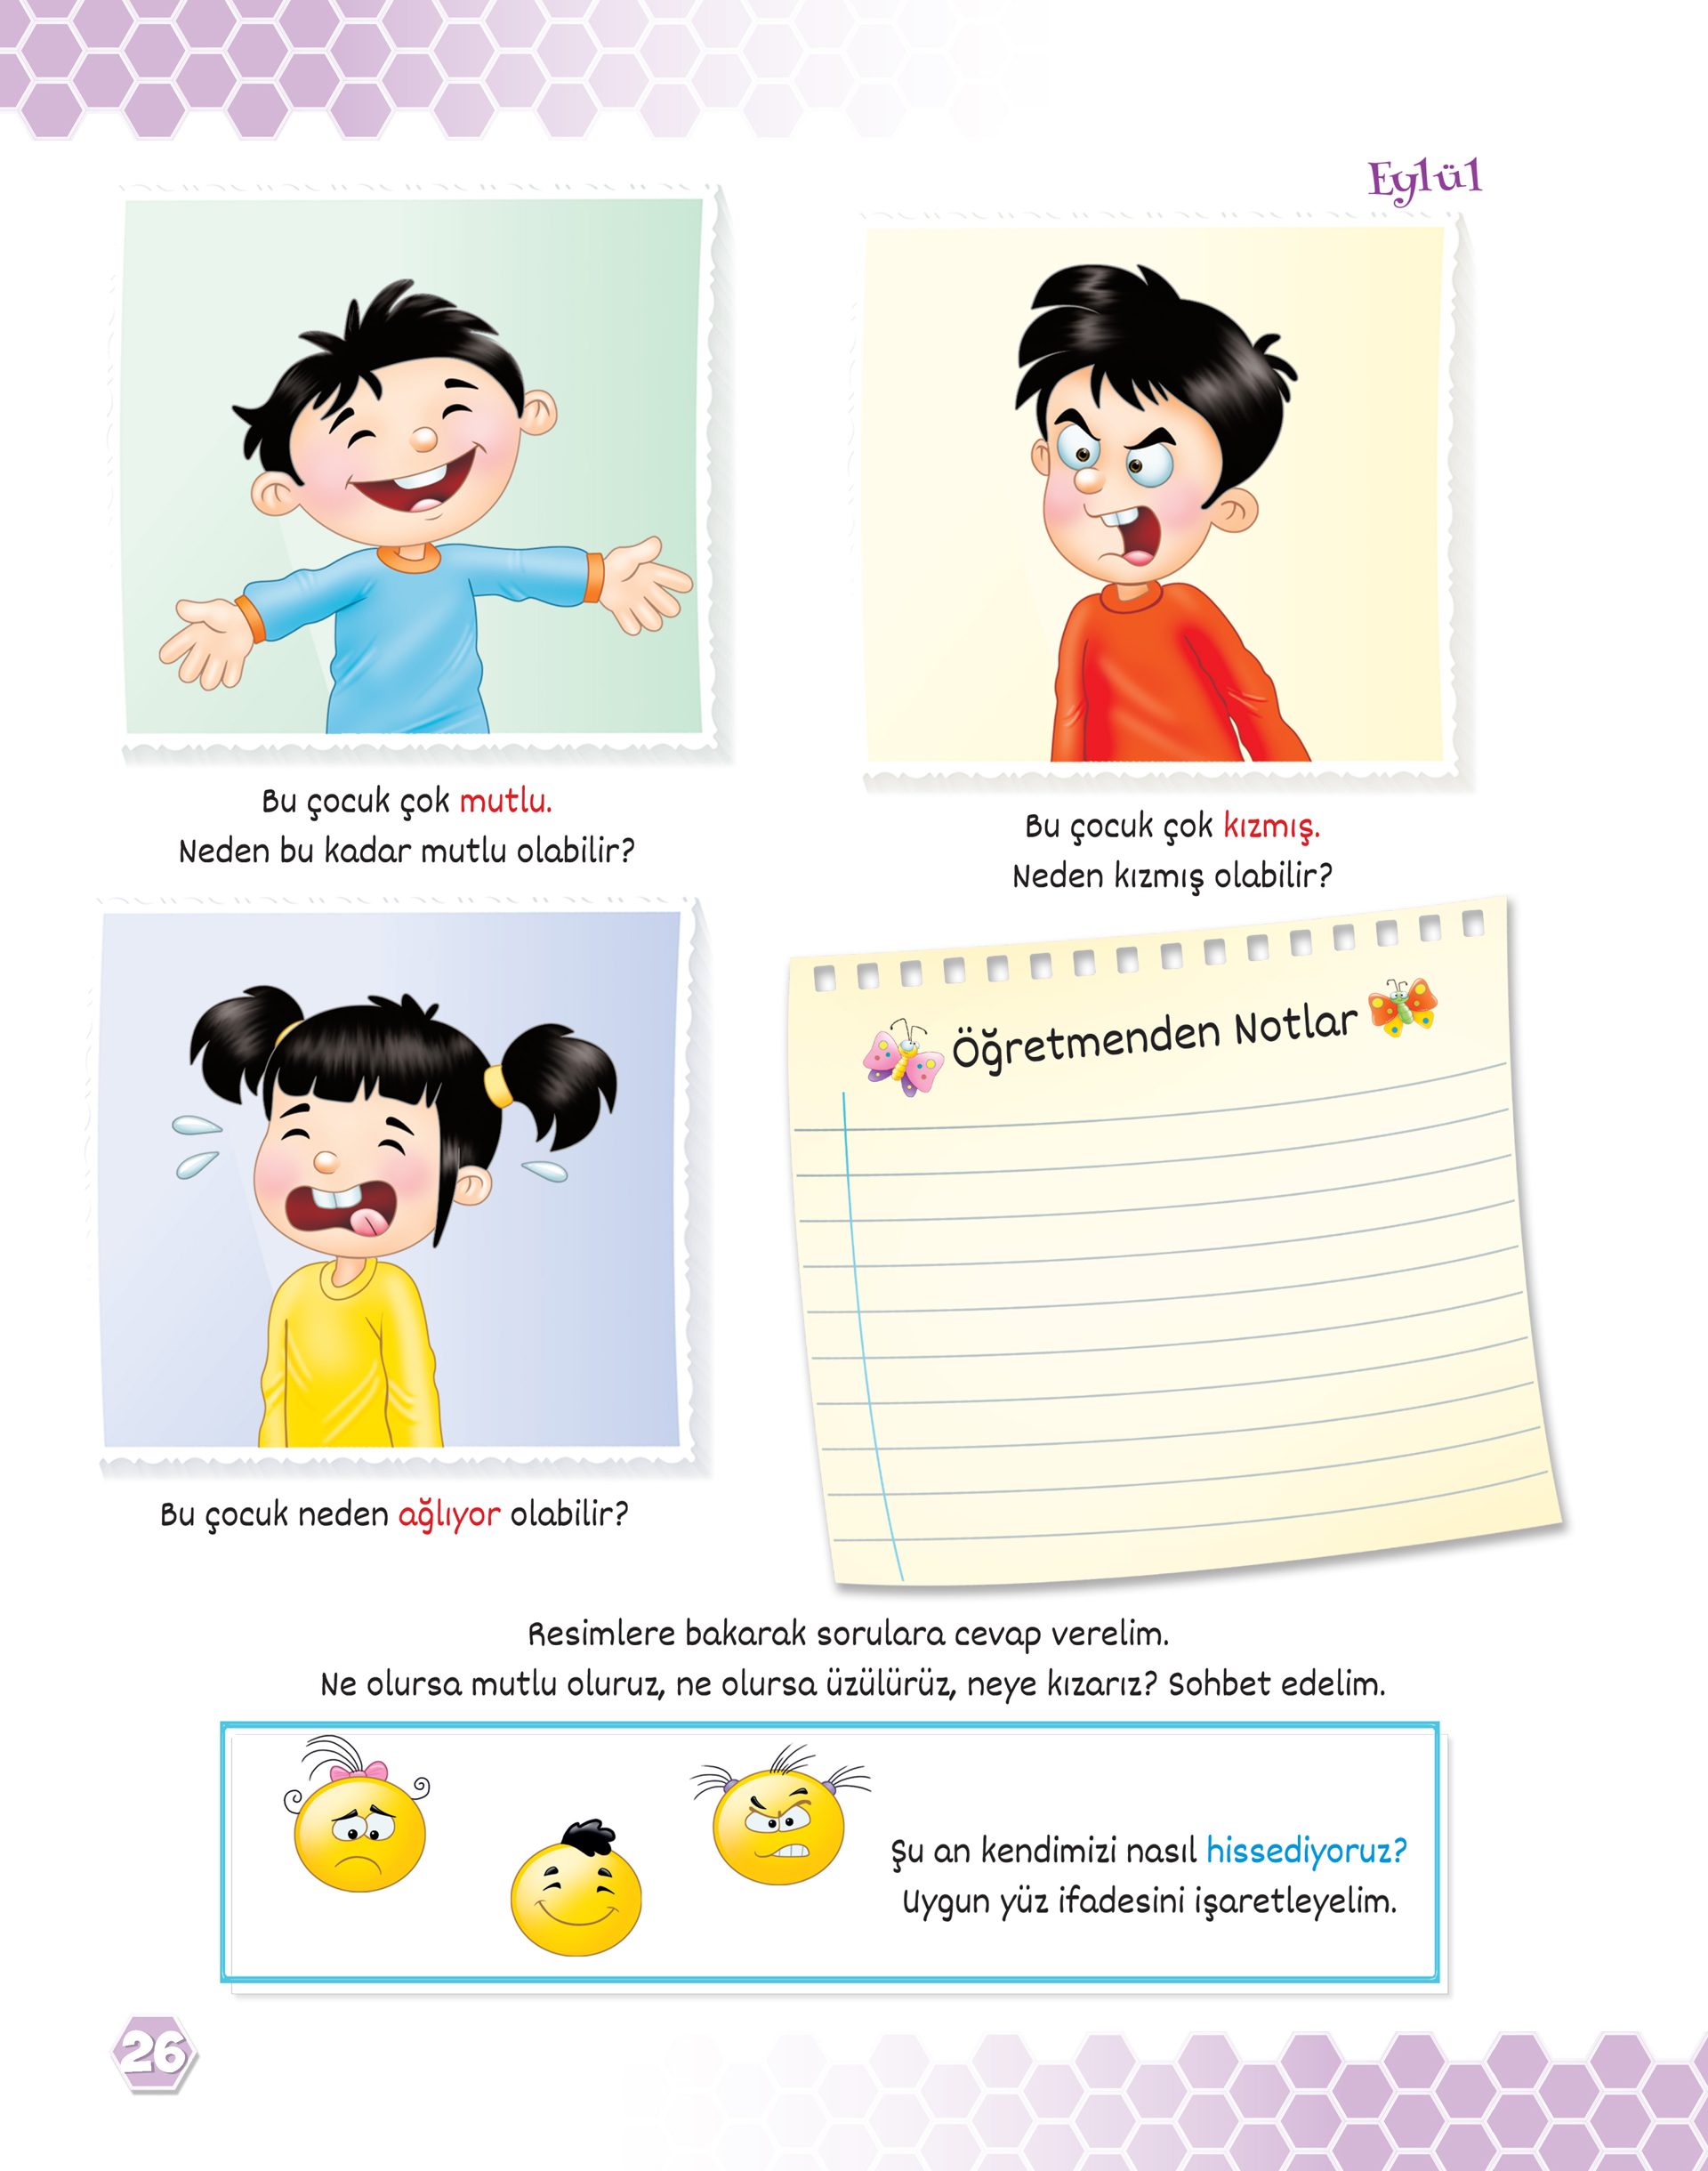 Eylül
Bu çocuk çok mutlu.
Neden bu kadar mutlu olabilir?
Bu çocuk çok kızmış.
Neden kızmış olabilir?
Öğretmenden Notlar
Bu çocuk neden ağlıyor olabilir?
Resimlere bakarak sorulara cevap verelim.
Ne olursa mutlu oluruz, ne olursa üzülürüz, neye kızarız? Sohbet edelim.
Şu an kendimizi nasıl hissediyoruz?
Uygun yüz ifadesini işaretleyelim.
26